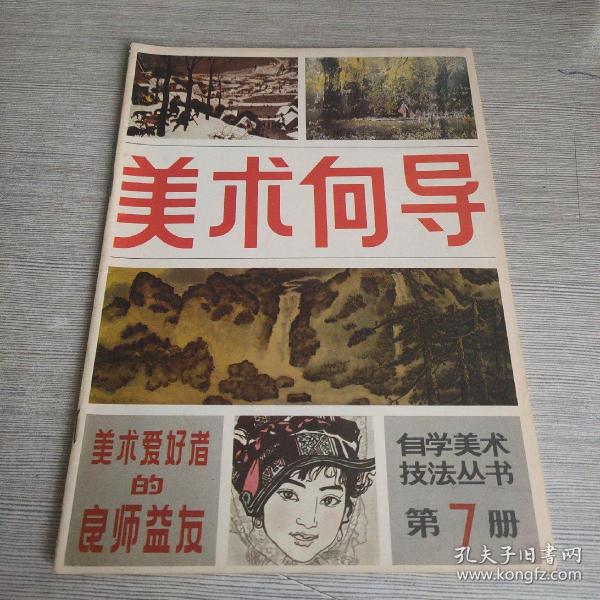 美术向导
美术爱好者
的
良师益友
自学美术
技法丛书
第7册
孔夫子旧书网
www.kongfz.com